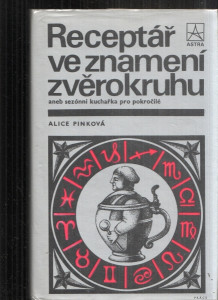 Receptář
ve znamení
zvěrokruhu
aneb sezónní kuchařka pro pokročilé
ASTRA
ALICE PINKOVÁ